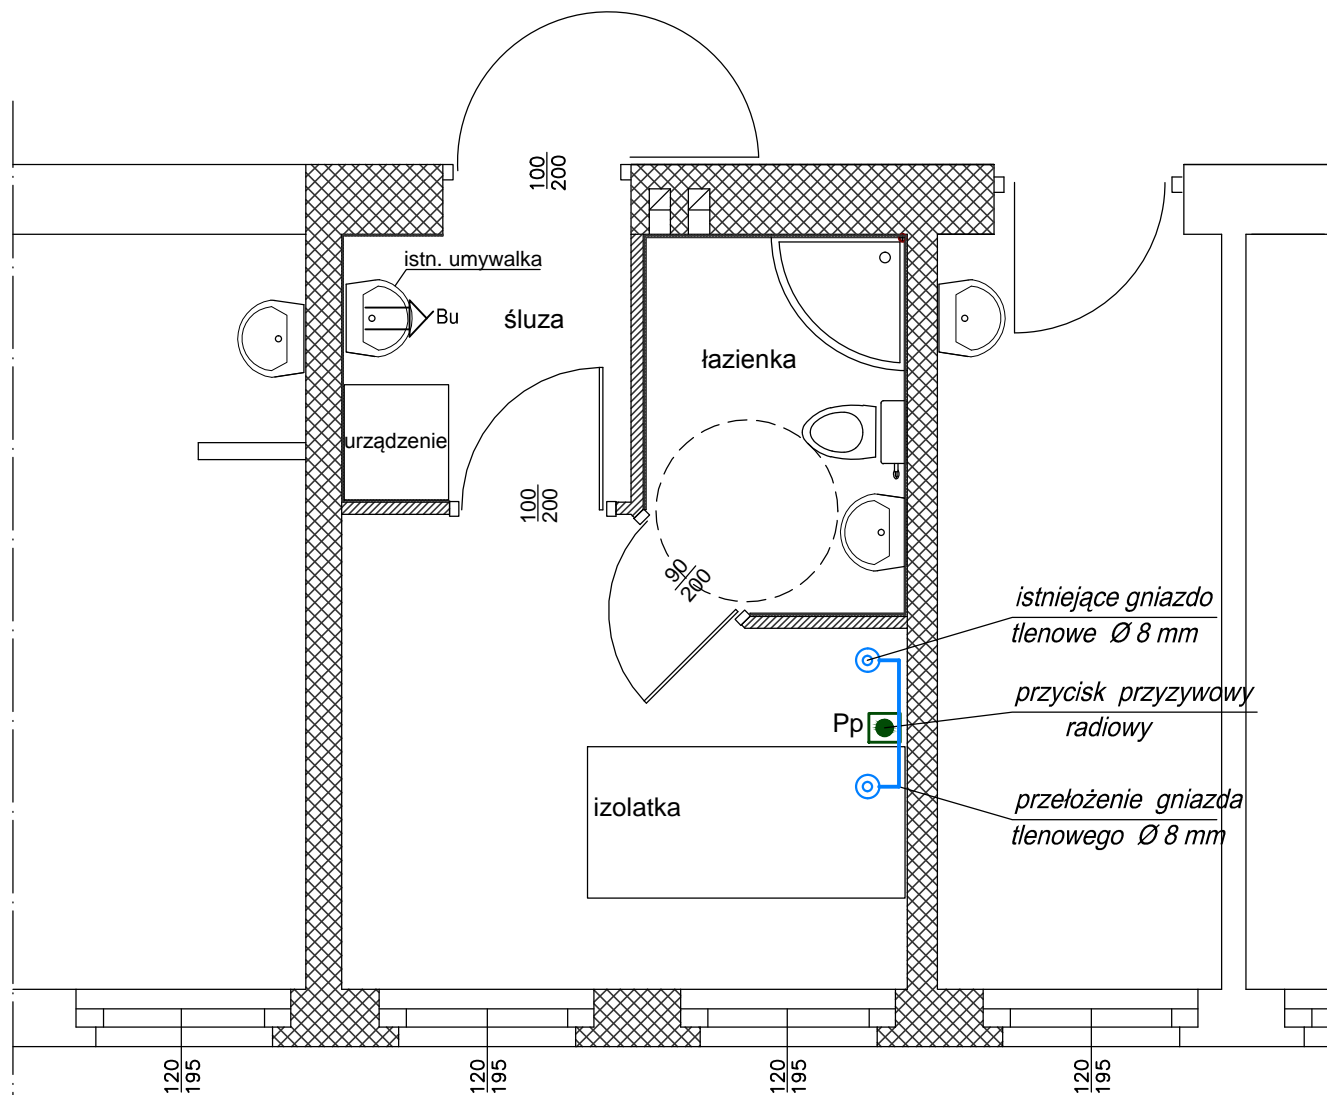 100
200
istn. umywalka
Bu
śluza
łazienka
urządzenie
100
200
90
200
istniejące gniazdo
tlenowe Ø 8 mm
przycisk przyzywowy
radiowy
Pp
przełożenie gniazda
tlenowego Ø 8 mm
izolatka
120
195
120
195
120
195
120
195